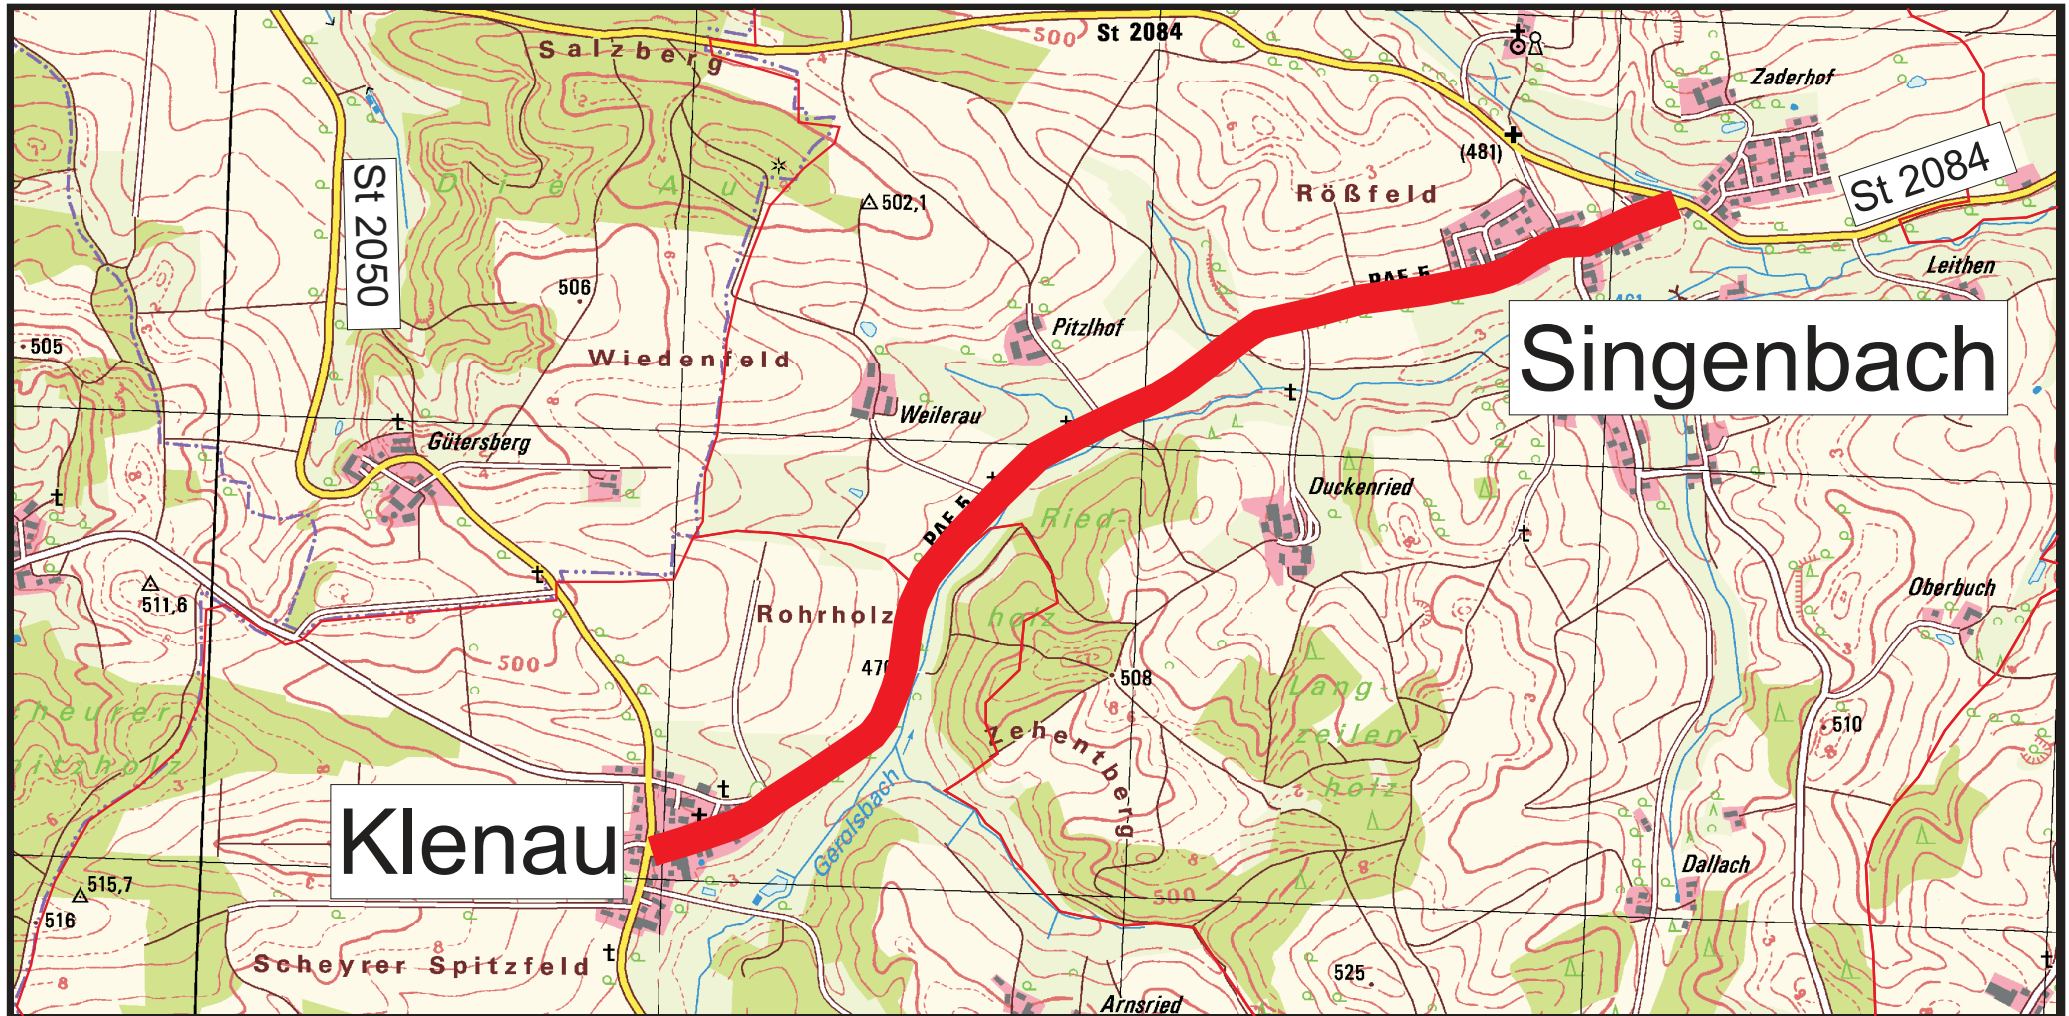 500
St 2084
Salzberg
Zaderhof
(481)
St 2084
Rößfeld
Die Au
502,1
St 2050
506
PAF 5
Leithen
505
Wiedenfeld
Pitzlhof
Singenbach
Weilerau
Gütersberg
Duckenried
PAF 5
Ried-
holz
511,6
Rohrholz
Oberbuch
500
508
Lang-
zeilen-
holz
510
Zehentberg
Gerolsbach
Klenau
500
Dallach
515,7
516
Scheyrer Spitzfeld
525
Arnsried